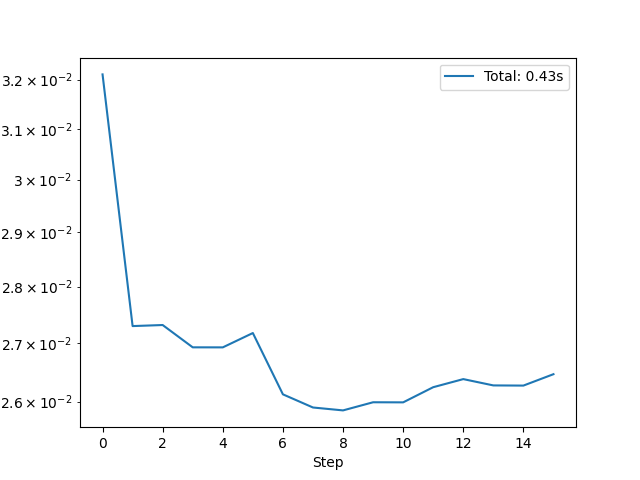 Total: 0.43s
3.2 × 10⁻²
3.1 × 10⁻²
3 × 10⁻²
2.9 × 10⁻²
2.8 × 10⁻²
2.7 × 10⁻²
2.6 × 10⁻²
0 2 4 6 8 10 12 14
Step